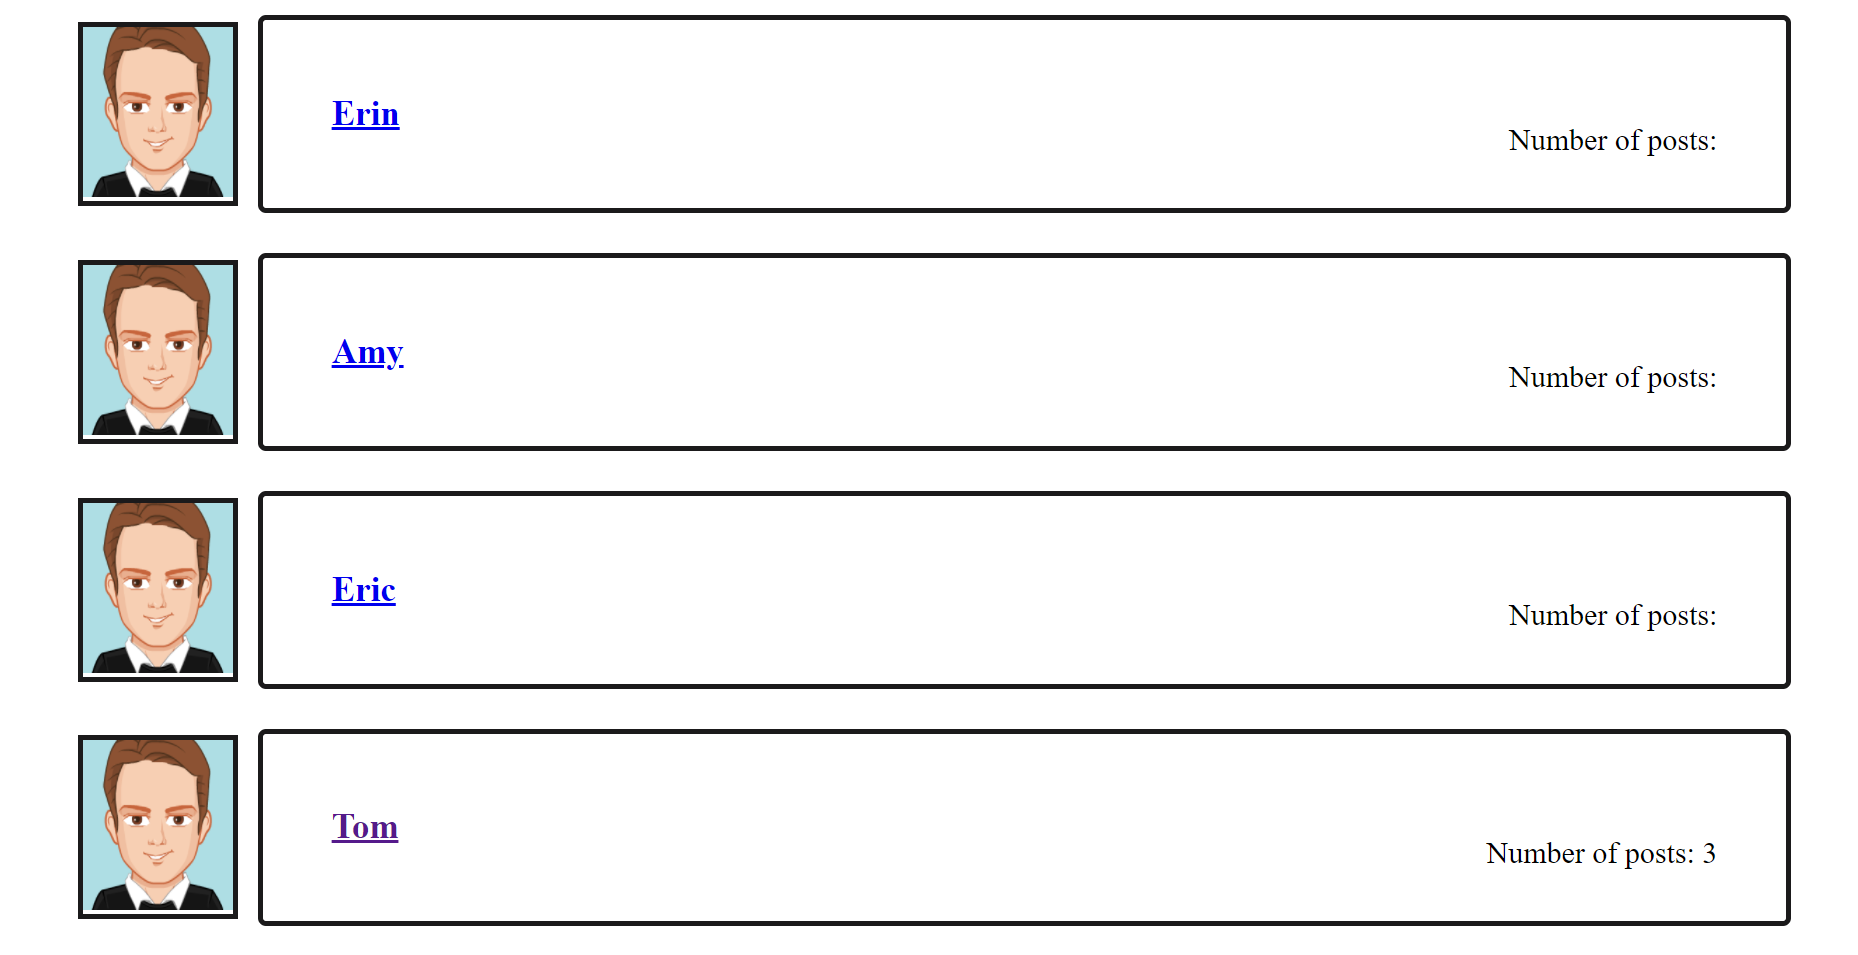 Erin
Number of posts:
Amy
Number of posts:
Eric
Number of posts:
Tom
Number of posts: 3